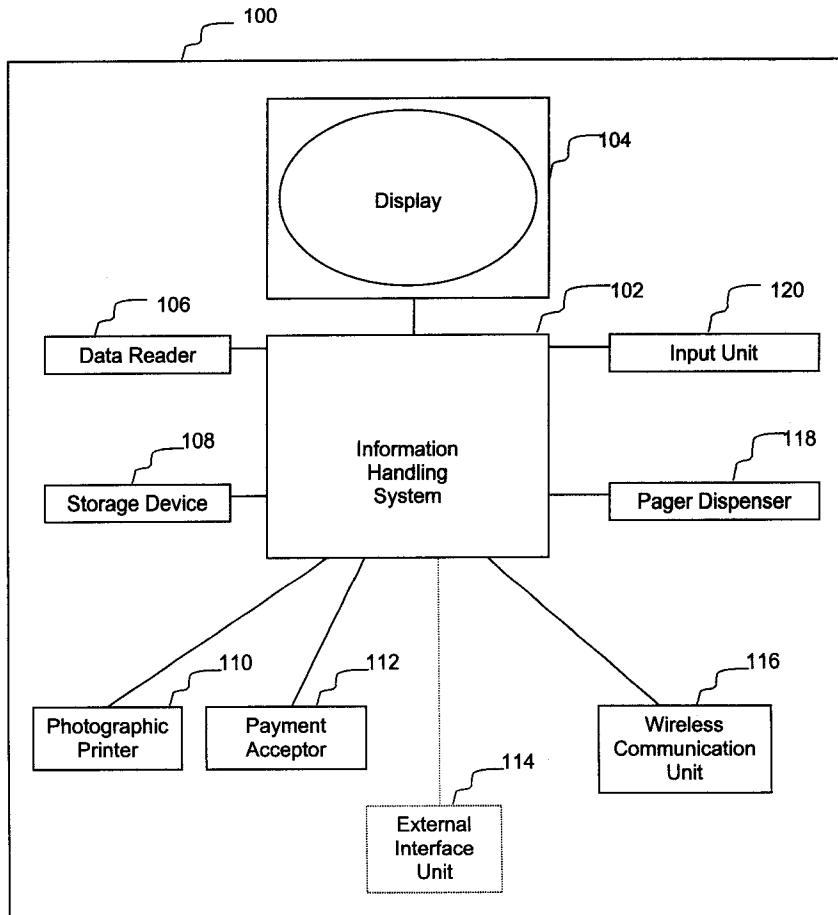 100
104
Display
102
106
120
Data Reader
Input Unit
108
118
Information
Handling
System
Storage Device
Pager Dispenser
110
112
116
Photographic
Printer
Payment
Acceptor
Wireless
Communication
Unit
114
External
Interface
Unit